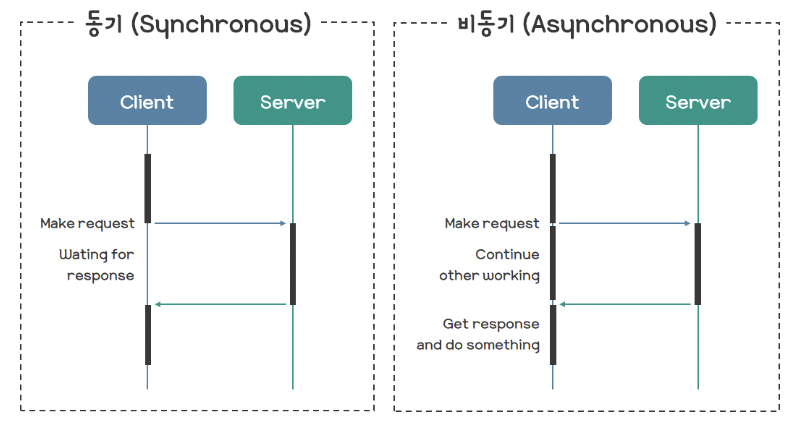 동기 (Synchronous)
Client
Server
Make request
Wating for
response
비동기 (Asynchronous)
Client
Server
Make request
Continue
other working
Get response
and do something